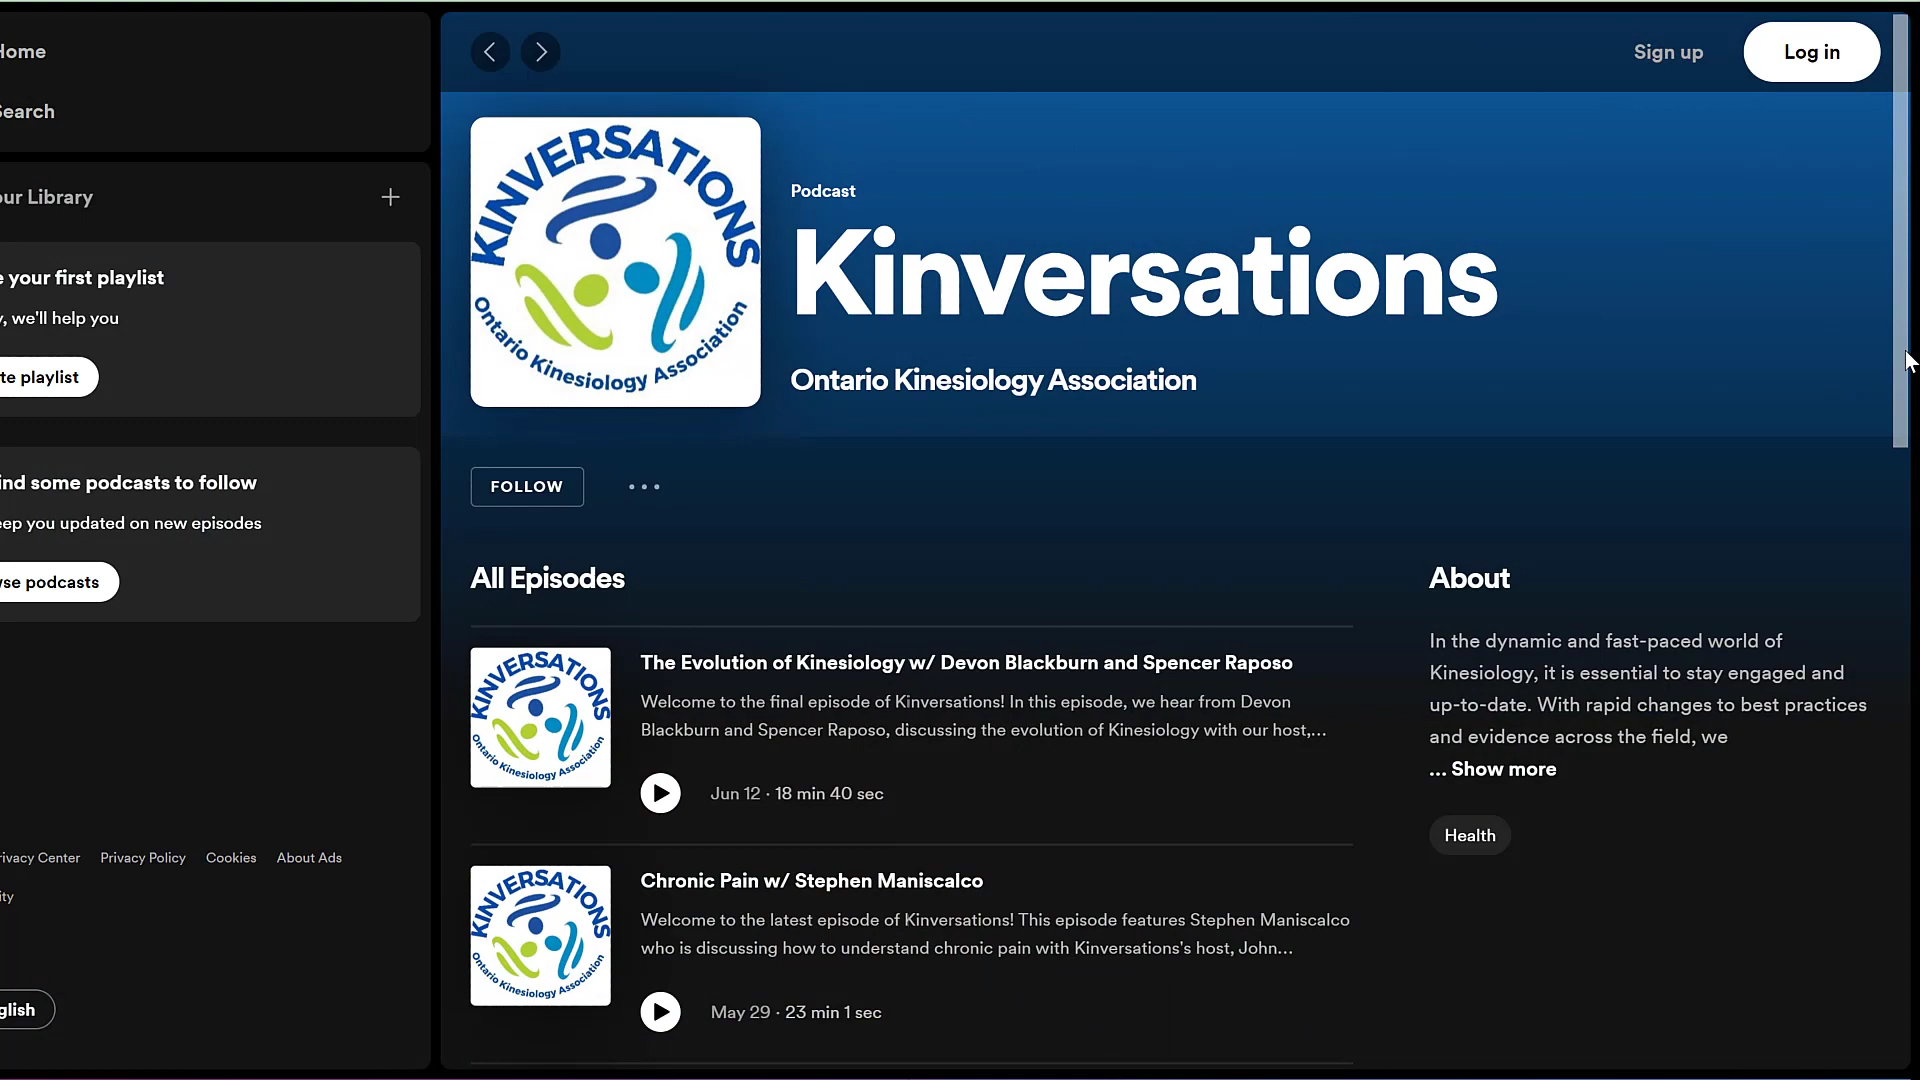 Home
Search
our Library
e your first playlist
y, we'll help you
te playlist
ind some podcasts to follow
eep you updated on new episodes
wse podcasts
rivacy Center
Privacy Policy
Cookies
About Ads
ity
glish
Sign up
Log in
KINVERSATIONS
Ontario Kinesiology Association
Podcast
Kinversations
Ontario Kinesiology Association
FOLLOW
All Episodes
KINVERSATIONS
Ontario Kinesiology Association
The Evolution of Kinesiology w/ Devon Blackburn and Spencer Raposo
Welcome to the final episode of Kinversations! In this episode, we hear from Devon
Blackburn and Spencer Raposo, discussing the evolution of Kinesiology with our host,...
Jun 12 · 18 min 40 sec
KINVERSATIONS
Ontario Kinesiology Association
Chronic Pain w/ Stephen Maniscalco
Welcome to the latest episode of Kinversations! This episode features Stephen Maniscalco
who is discussing how to understand chronic pain with Kinversations's host, John...
May 29 · 23 min 1 sec
About
In the dynamic and fast-paced world of
Kinesiology, it is essential to stay engaged and
up-to-date. With rapid changes to best practices
and evidence across the field, we
... Show more
Health